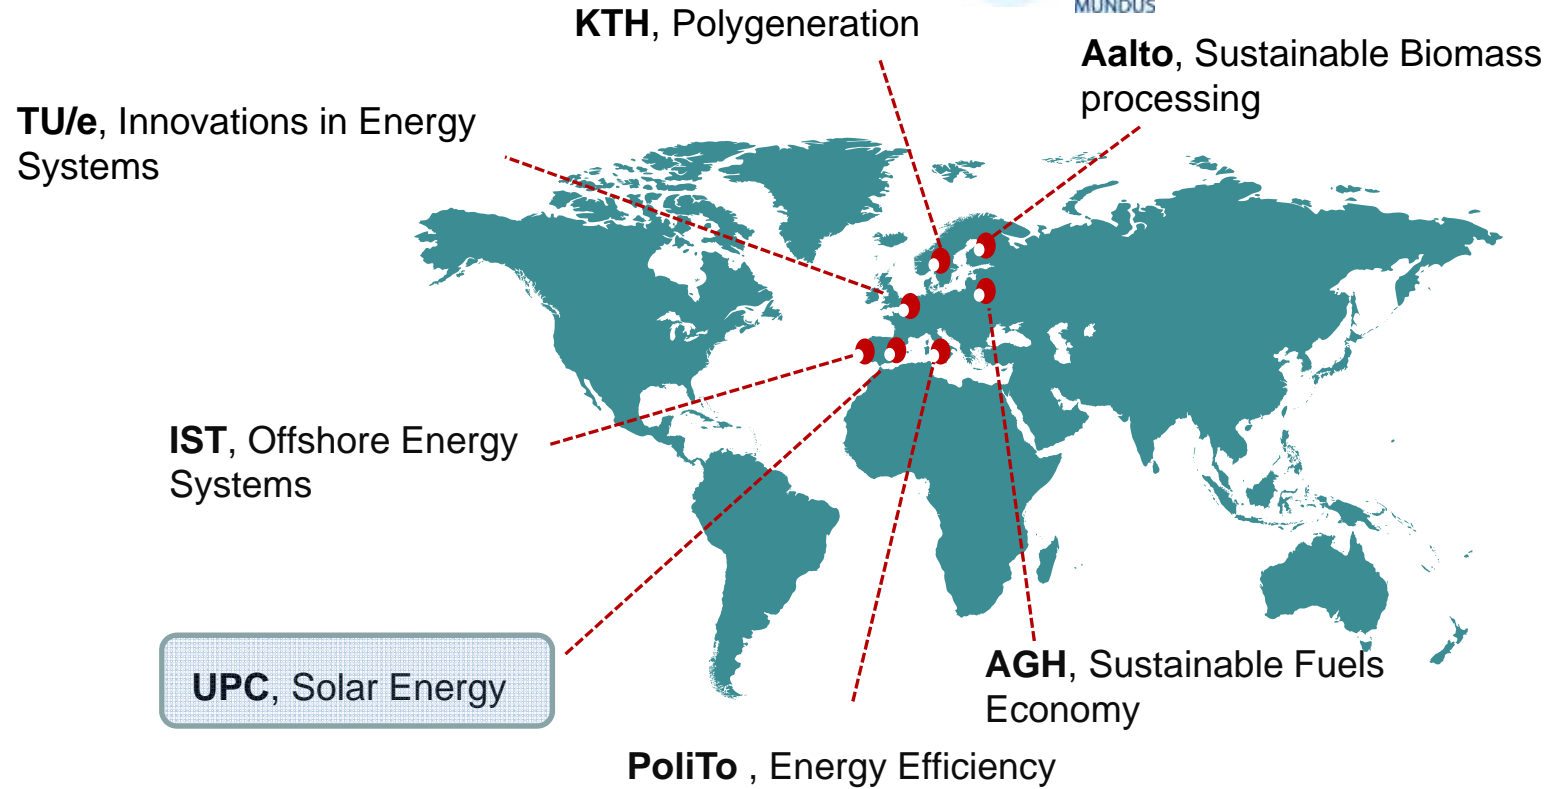 MUNDUS
KTH, Polygeneration
Aalto, Sustainable Biomass
processing
TU/e, Innovations in Energy
Systems
IST, Offshore Energy
Systems
UPC, Solar Energy
AGH, Sustainable Fuels
Economy
PoliTo , Energy Efficiency